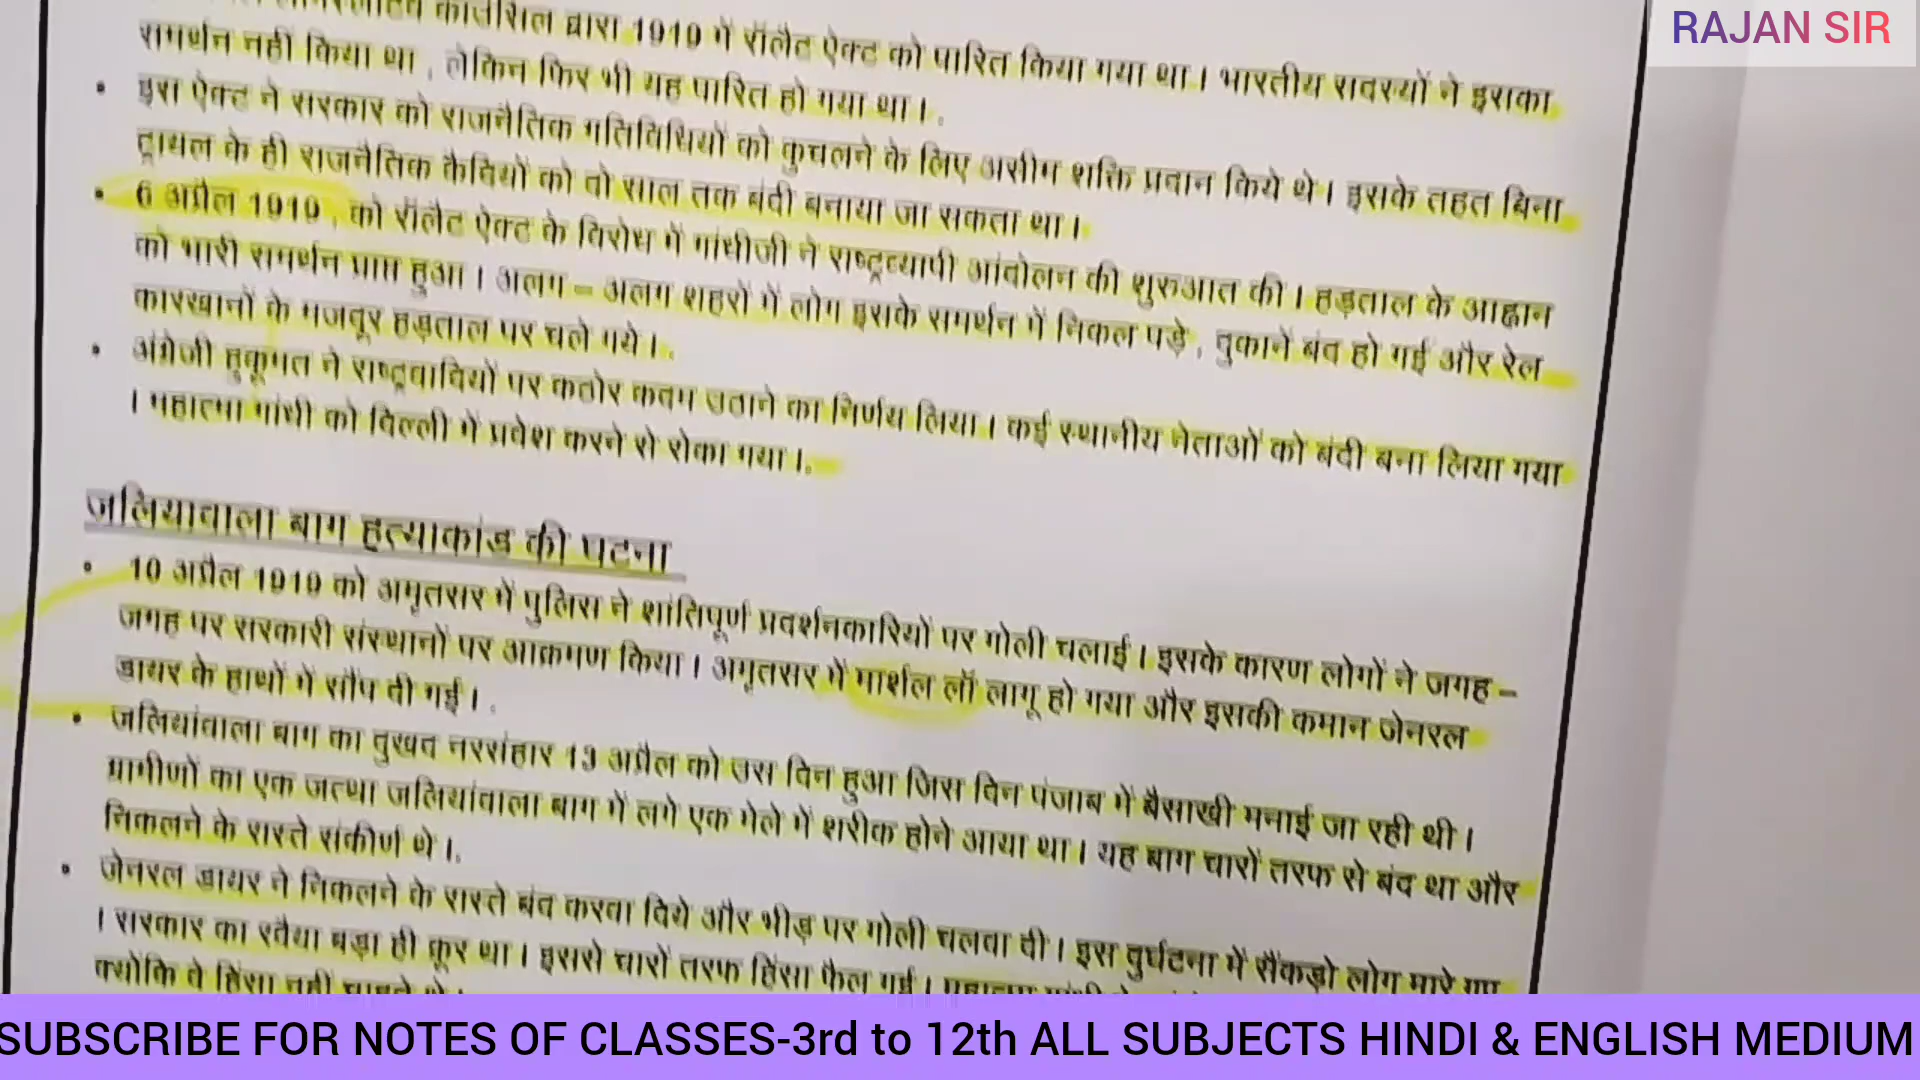 काउंसिल द्वारा 1919 में रॉलैट ऐक्ट को पारित किया गया था। भारतीय सदस्यों ने इसका
समर्थन नहीं किया था , लेकिन फिर भी यह पारित हो गया था।.
• इस ऐक्ट ने सरकार को राजनैतिक गतिविधियों को कुचलने के लिए असीम शक्ति प्रदान किये थे। इसके तहत बिना
ट्रायल के ही राजनैतिक कैदियों को दो साल तक बंदी बनाया जा सकता था।
• 6 अप्रैल 1919 , को रॉलैट ऐक्ट के विरोध में गांधीजी ने राष्ट्रव्यापी आंदोलन की शुरुआत की। हड़ताल के आह्वान
को भारी समर्थन प्राप्त हुआ। अलग – अलग शहरों में लोग इसके समर्थन में निकल पड़े , दुकानें बंद हो गई और रेल
कारखानों के मजदूर हड़ताल पर चले गये।.
• अंग्रेजी हुकूमत ने राष्ट्रवादियों पर कठोर कदम उठाने का निर्णय लिया। कई स्थानीय नेताओं को बंदी बना लिया गया
। महात्मा गांधी को दिल्ली में प्रवेश करने से रोका गया।.
जलियावाला बाग हत्याकांड की घटना
• 10 अप्रैल 1919 को अमृतसर में पुलिस ने शांतिपूर्ण प्रदर्शनकारियों पर गोली चलाई। इसके कारण लोगों ने जगह –
जगह पर सरकारी संस्थानों पर आक्रमण किया। अमृतसर में मार्शल लॉ लागू हो गया और इसकी कमान जेनरल
डायर के हाथों में सौंप दी गई।.
• जलियांवाला बाग का दुखद नरसंहार 13 अप्रैल को उस दिन हुआ जिस दिन पंजाब में बैसाखी मनाई जा रही थी।
ग्रामीणों का एक जत्था जलियांवाला बाग में लगे एक मेले में शरीक होने आया था। यह बाग चारों तरफ से बंद था और
निकलने के रास्ते संकीर्ण थे।.
• जेनरल डायर ने निकलने के रास्ते बंद करवा दिये और भीड़ पर गोली चलवा दी। इस दुर्घटना में सैंकड़ो लोग मारे गए
। सरकार का रवैया बड़ा ही क्रूर था। इससे चारों तरफ हिंसा फैल गई। महात्मा गांधी
क्योंकि वे हिंसा नहीं चाहते थे।
RAJAN SIR
SUBSCRIBE FOR NOTES OF CLASSES-3rd to 12th ALL SUBJECTS HINDI & ENGLISH MEDIUM